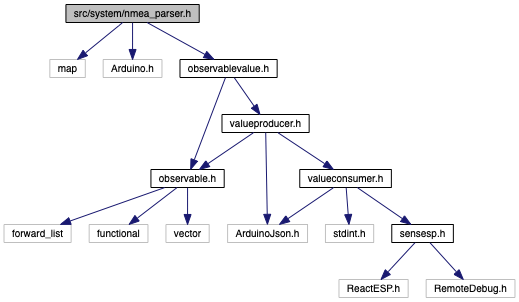 src/system/nmea_parser.h
map
Arduino.h
observablevalue.h
valueproducer.h
observable.h
valueconsumer.h
forward_list
functional
vector
ArduinoJson.h
stdint.h
sensesp.h
ReactESP.h
RemoteDebug.h